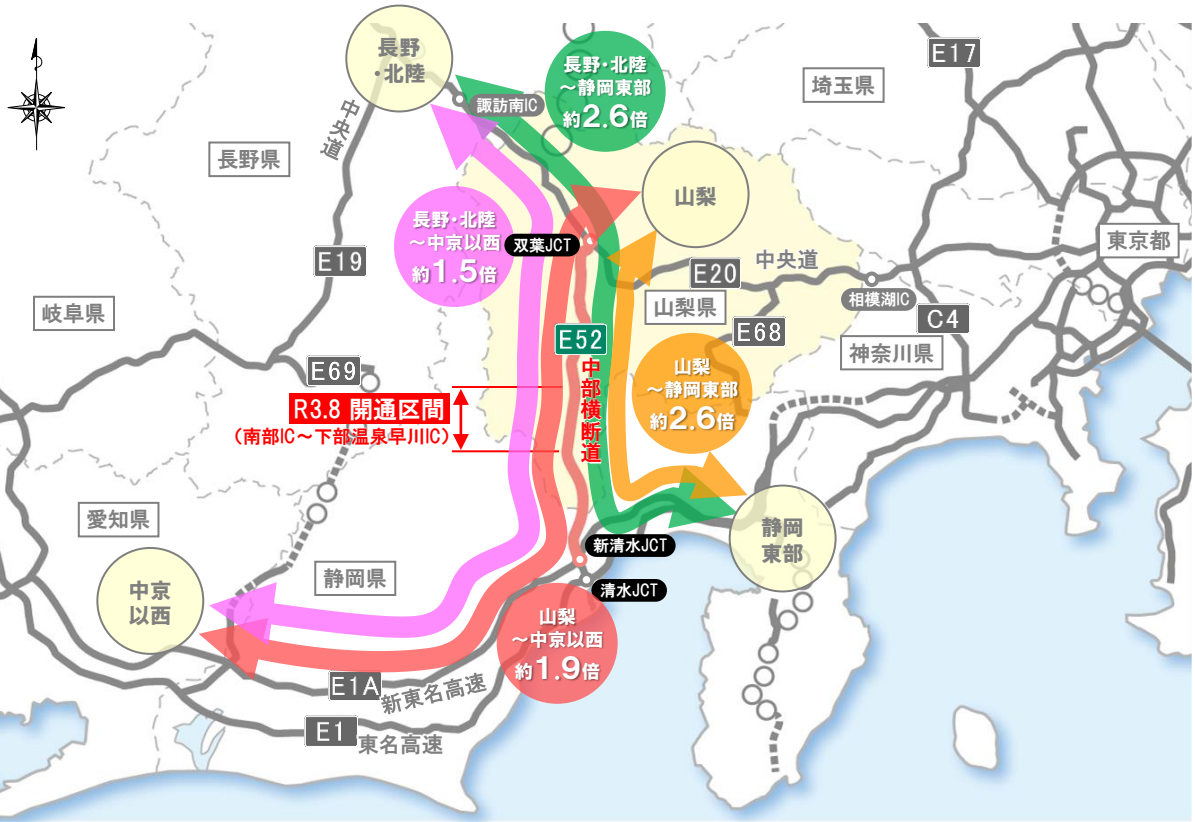 長野
・北陸
長野・北陸
～静岡東部
約2.6倍
E17
埼玉県
諏訪南IC
中央道
長野県
山梨
長野・北陸
～中京以西
約1.5倍
双葉JCT
東京都
E19
E20
中央道
相模湖IC
岐阜県
山梨県
C4
E52
E68
神奈川県
E69
中部横断道
山梨
～静岡東部
約2.6倍
R3.8 開通区間
（南部IC～下部温泉早川IC）
愛知県
静岡
東部
新清水JCT
静岡県
清水JCT
中京
以西
山梨
～中京以西
約1.9倍
E1A
新東名高速
E1
東名高速